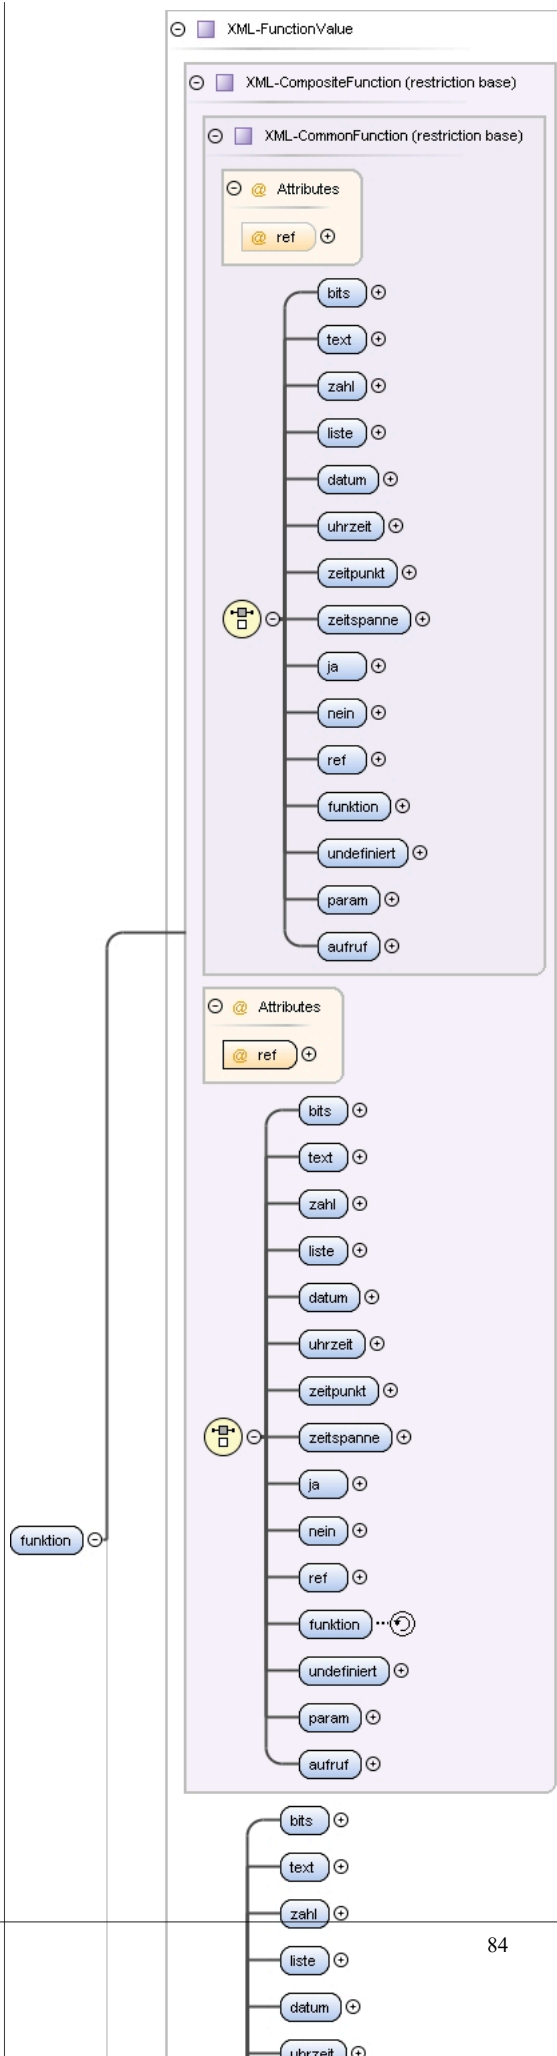 XML-FunctionValue
XML-CompositeFunction (restriction base)
XML-CommonFunction (restriction base)
@ Attributes
@ ref
bits
text
zahl
liste
datum
uhrzeit
zeitpunkt
zeitspanne
ja
nein
ref
funktion
undefiniert
param
aufruf
@ Attributes
@ ref
bits
text
zahl
liste
datum
uhrzeit
zeitpunkt
zeitspanne
ja
nein
funktion
ref
funktion
undefiniert
param
aufruf
bits
text
zahl
84
liste
datum
uhrzeit